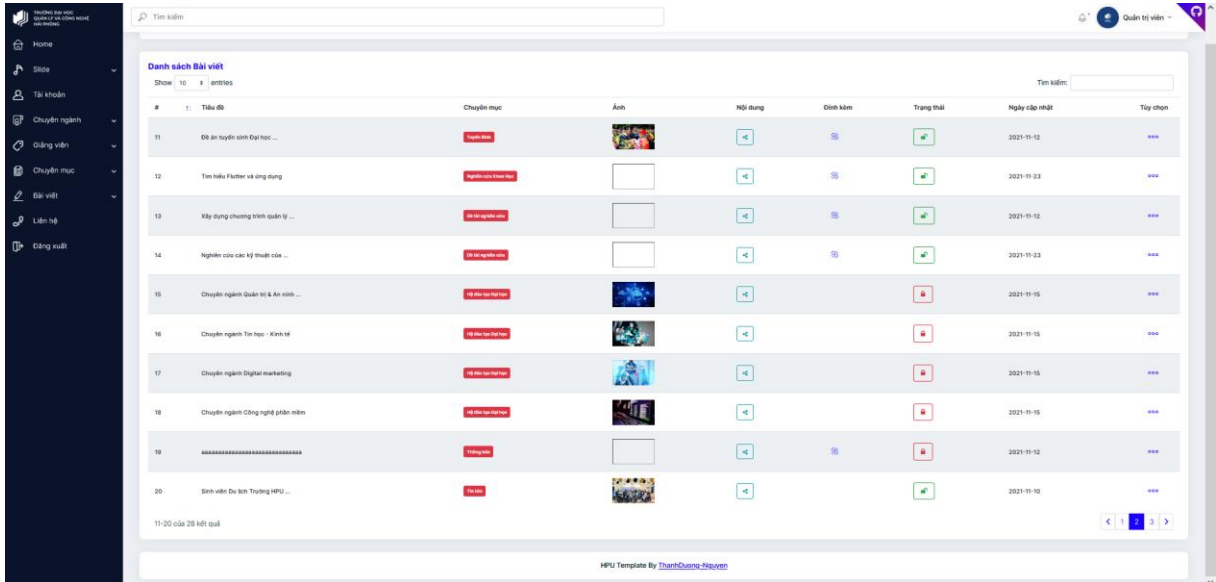 TRƯỜNG ĐẠI HỌC
QUẢN LÝ VÀ CÔNG NGHỆ
HẢI PHÒNG
Tìm kiếm
Quản trị viên
Home
Slide
Tài khoản
Chuyên ngành
Giảng viên
Chuyên mục
Bài viết
Liên hệ
Đăng xuất
Danh sách Bài viết
Show 10 entries
Tìm kiếm:
# Tiêu đề Chuyên mục Ảnh Nội dung Đính kèm Trạng thái Ngày cập nhật Tùy chọn
11 Đề án tuyển sinh Đại học ... Tuyển Sinh 2021-11-12
12 Tìm hiểu Flutter và ứng dụng Nghiên cứu Khoa Học 2021-11-23
13 Xây dựng chương trình quản lý ... Đề tài nghiên cứu 2021-11-12
14 Nghiên cứu các kỹ thuật của ... Đề tài nghiên cứu 2021-11-23
15 Chuyên ngành Quản trị & An ninh ... Hệ đào tạo Đại học 2021-11-15
16 Chuyên ngành Tin học - Kinh tế Hệ đào tạo Đại học 2021-11-15
17 Chuyên ngành Digital marketing Hệ đào tạo Đại học 2021-11-15
18 Chuyên ngành Công nghệ phần mềm Hệ đào tạo Đại học 2021-11-15
19 Thông báo 2021-11-12
20 Sinh viên Du lịch Trường HPU ... Tin tức 2021-11-10
11-20 của 28 kết quả
1 2 3
HPU Template By ThanhDuong-Nguyen